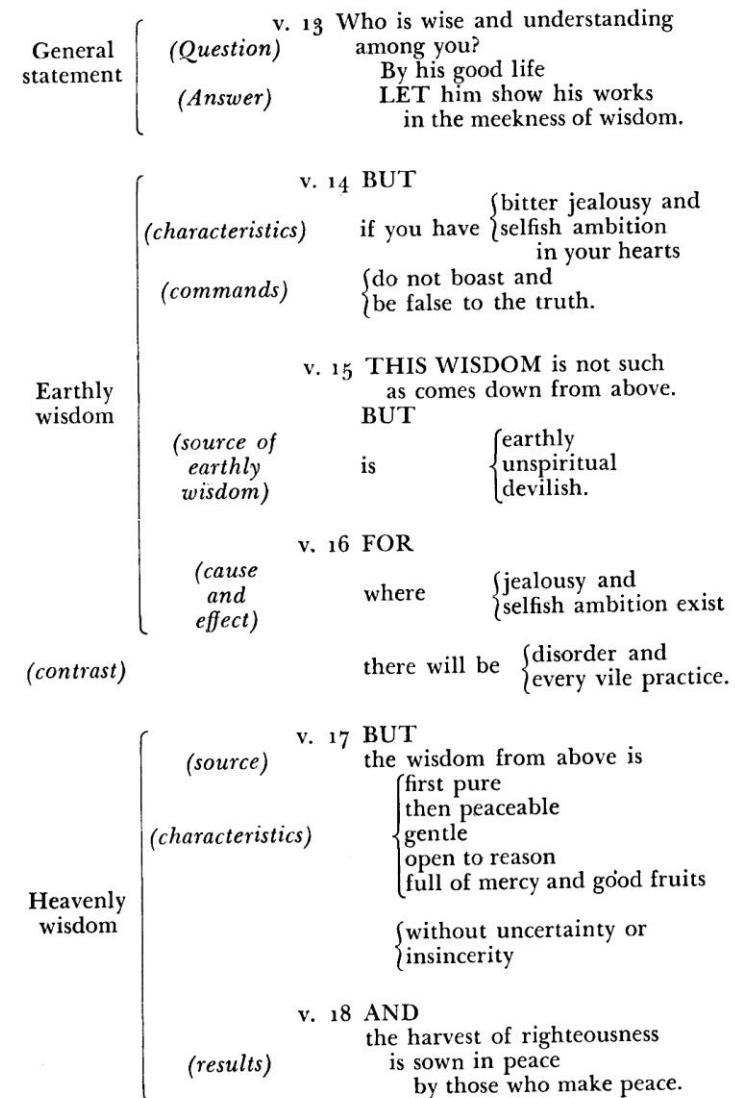 v. 13 Who is wise and understanding
General (Question) among you?
statement By his good life
(Answer) LET him show his works
in the meekness of wisdom.
v. 14 BUT
bitter jealousy and
(characteristics) if you have selfish ambition
in your hearts
(commands) do not boast and
be false to the truth.
v. 15 THIS WISDOM is not such
Earthly as comes down from above.
wisdom BUT
(source of earthly
earthly is unspiritual
wisdom) devilish.
v. 16 FOR
(cause jealousy and
and where
effect) selfish ambition exist
(contrast) there will be disorder and
every vile practice.
v. 17 BUT
(source) the wisdom from above is
first pure
then peaceable
(characteristics) gentle
open to reason
full of mercy and good fruits
Heavenly
wisdom without uncertainty or
insincerity
v. 18 AND
the harvest of righteousness
(results) is sown in peace
by those who make peace.